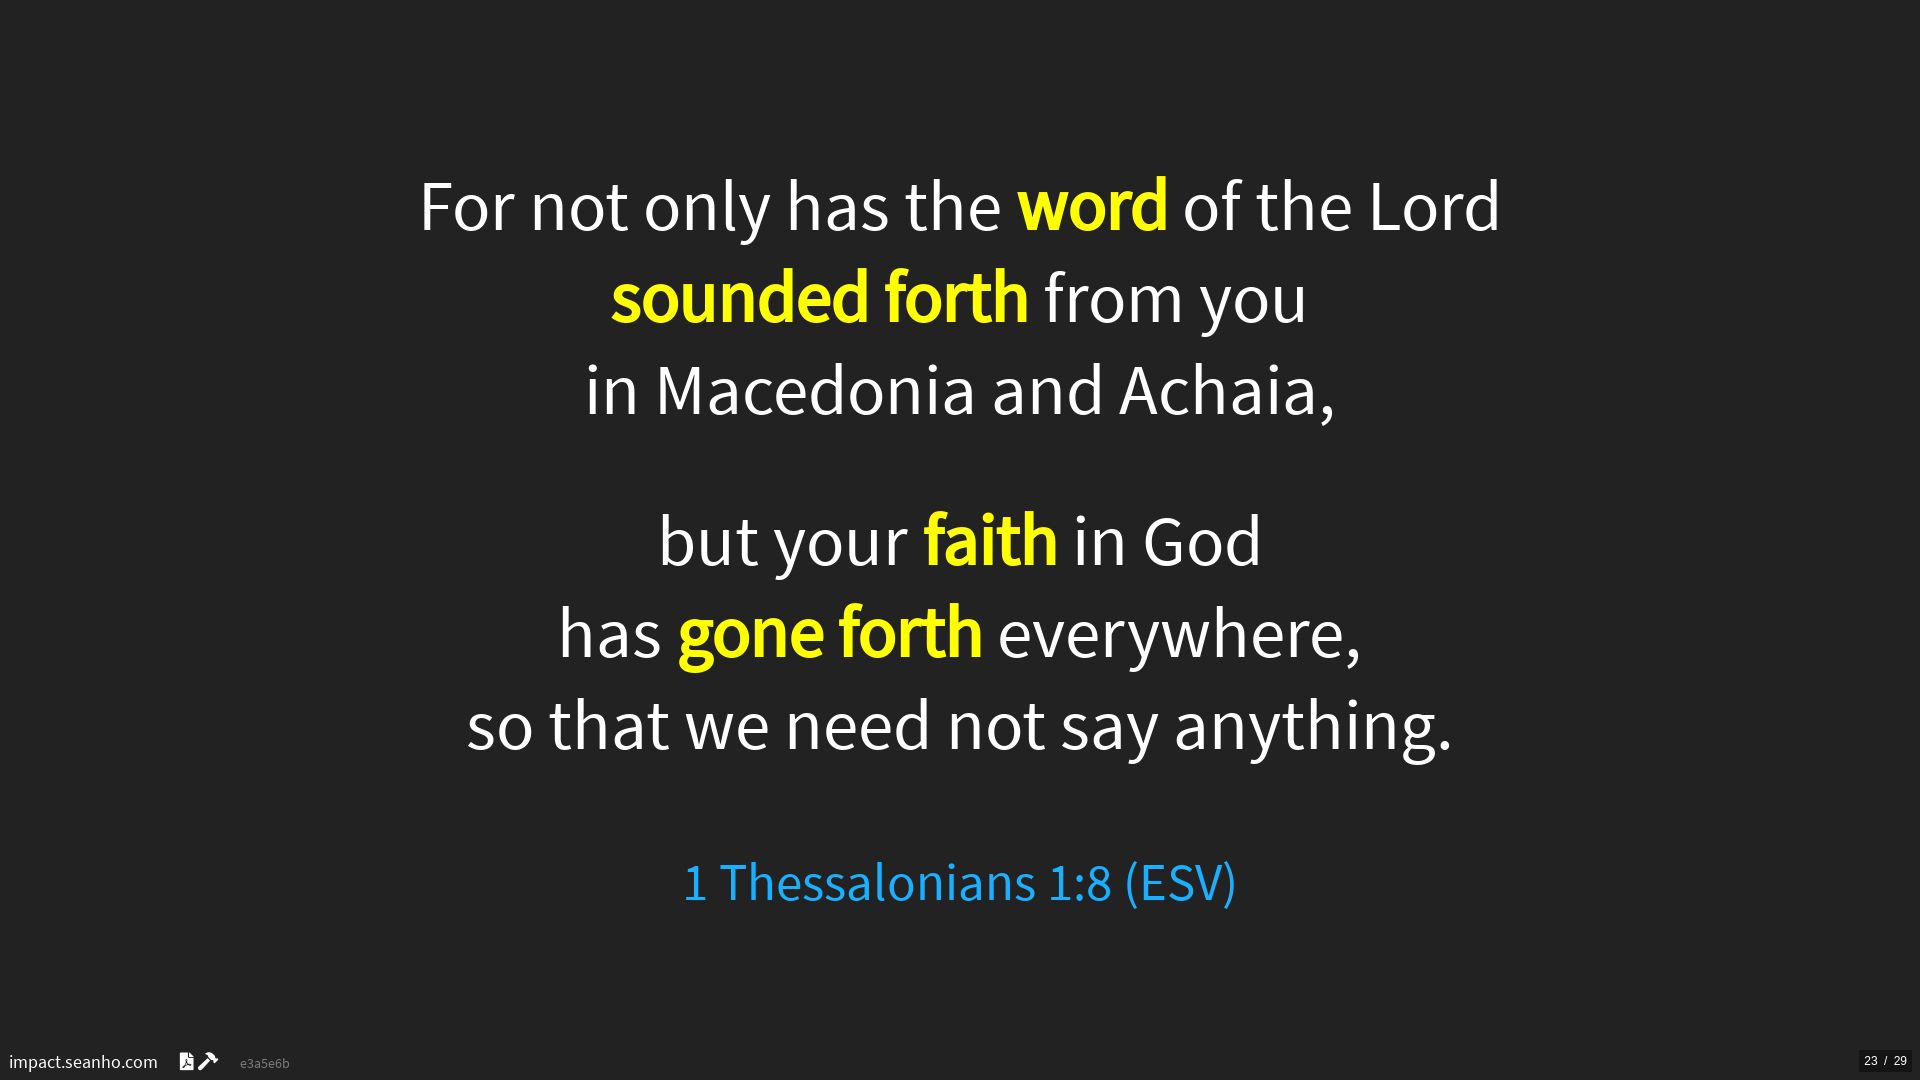 For not only has the word of the Lord
sounded forth from you
in Macedonia and Achaia,
but your faith in God
has gone forth everywhere,
so that we need not say anything.
1 Thessalonians 1:8 (ESV)
impact.seanho.com e3a5e6b 23 / 29